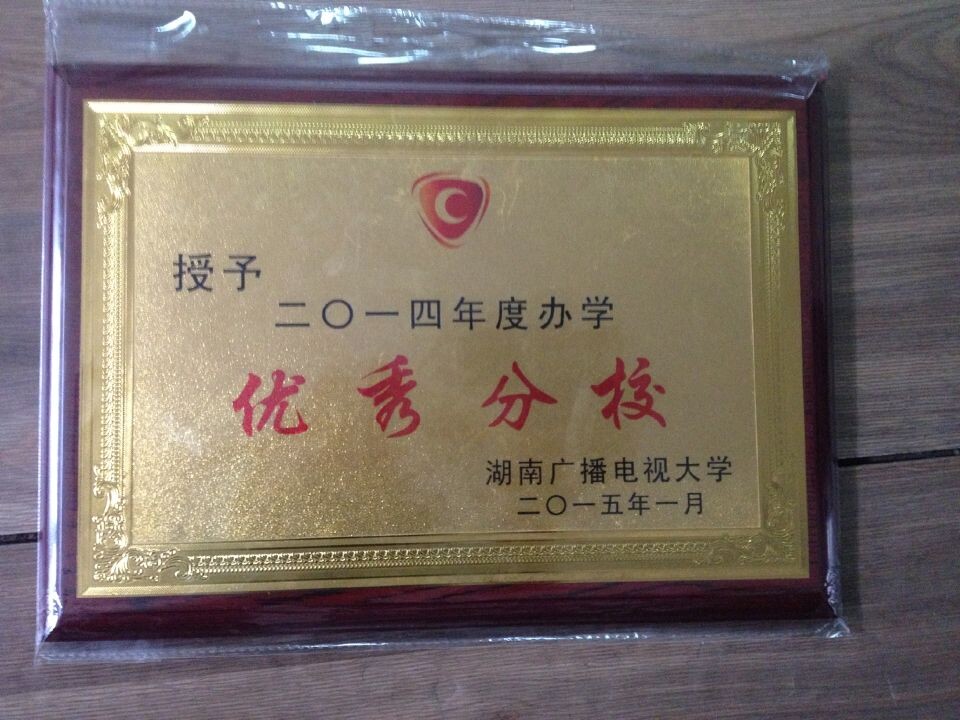 授予
二〇一四年度办学
优秀分校
湖南广播电视大学
二〇一五年一月